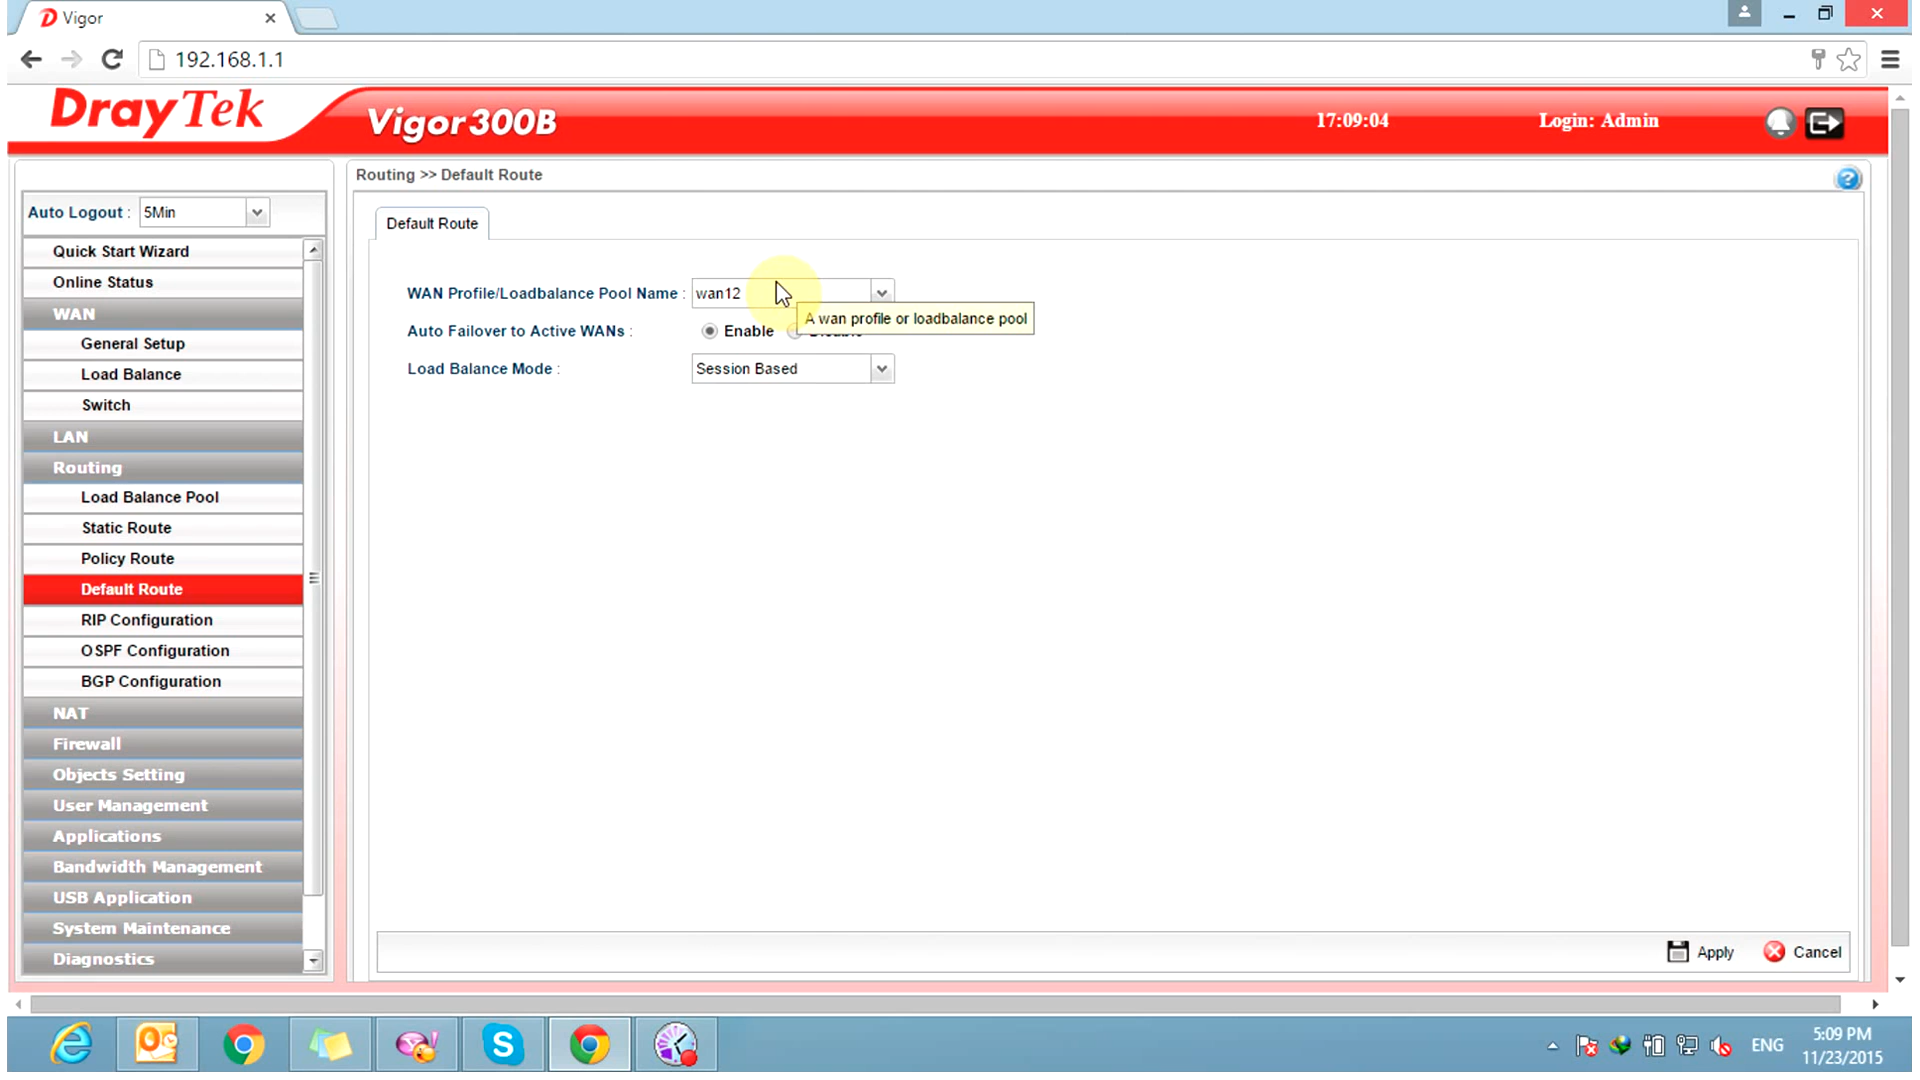 Vigor
192.168.1.1
DrayTek
Vigor300B
17:09:04
Login: Admin
Auto Logout : 5Min
Quick Start Wizard
Online Status
WAN
General Setup
Load Balance
Switch
LAN
Routing
Load Balance Pool
Static Route
Policy Route
Default Route
RIP Configuration
OSPF Configuration
BGP Configuration
NAT
Firewall
Objects Setting
User Management
Applications
Bandwidth Management
USB Application
System Maintenance
Diagnostics
Routing >> Default Route
Default Route
WAN Profile/Loadbalance Pool Name : wan12
A wan profile or loadbalance pool
Auto Failover to Active WANs : Enable
Load Balance Mode : Session Based
Apply Cancel
ENG
5:09 PM
11/23/2015